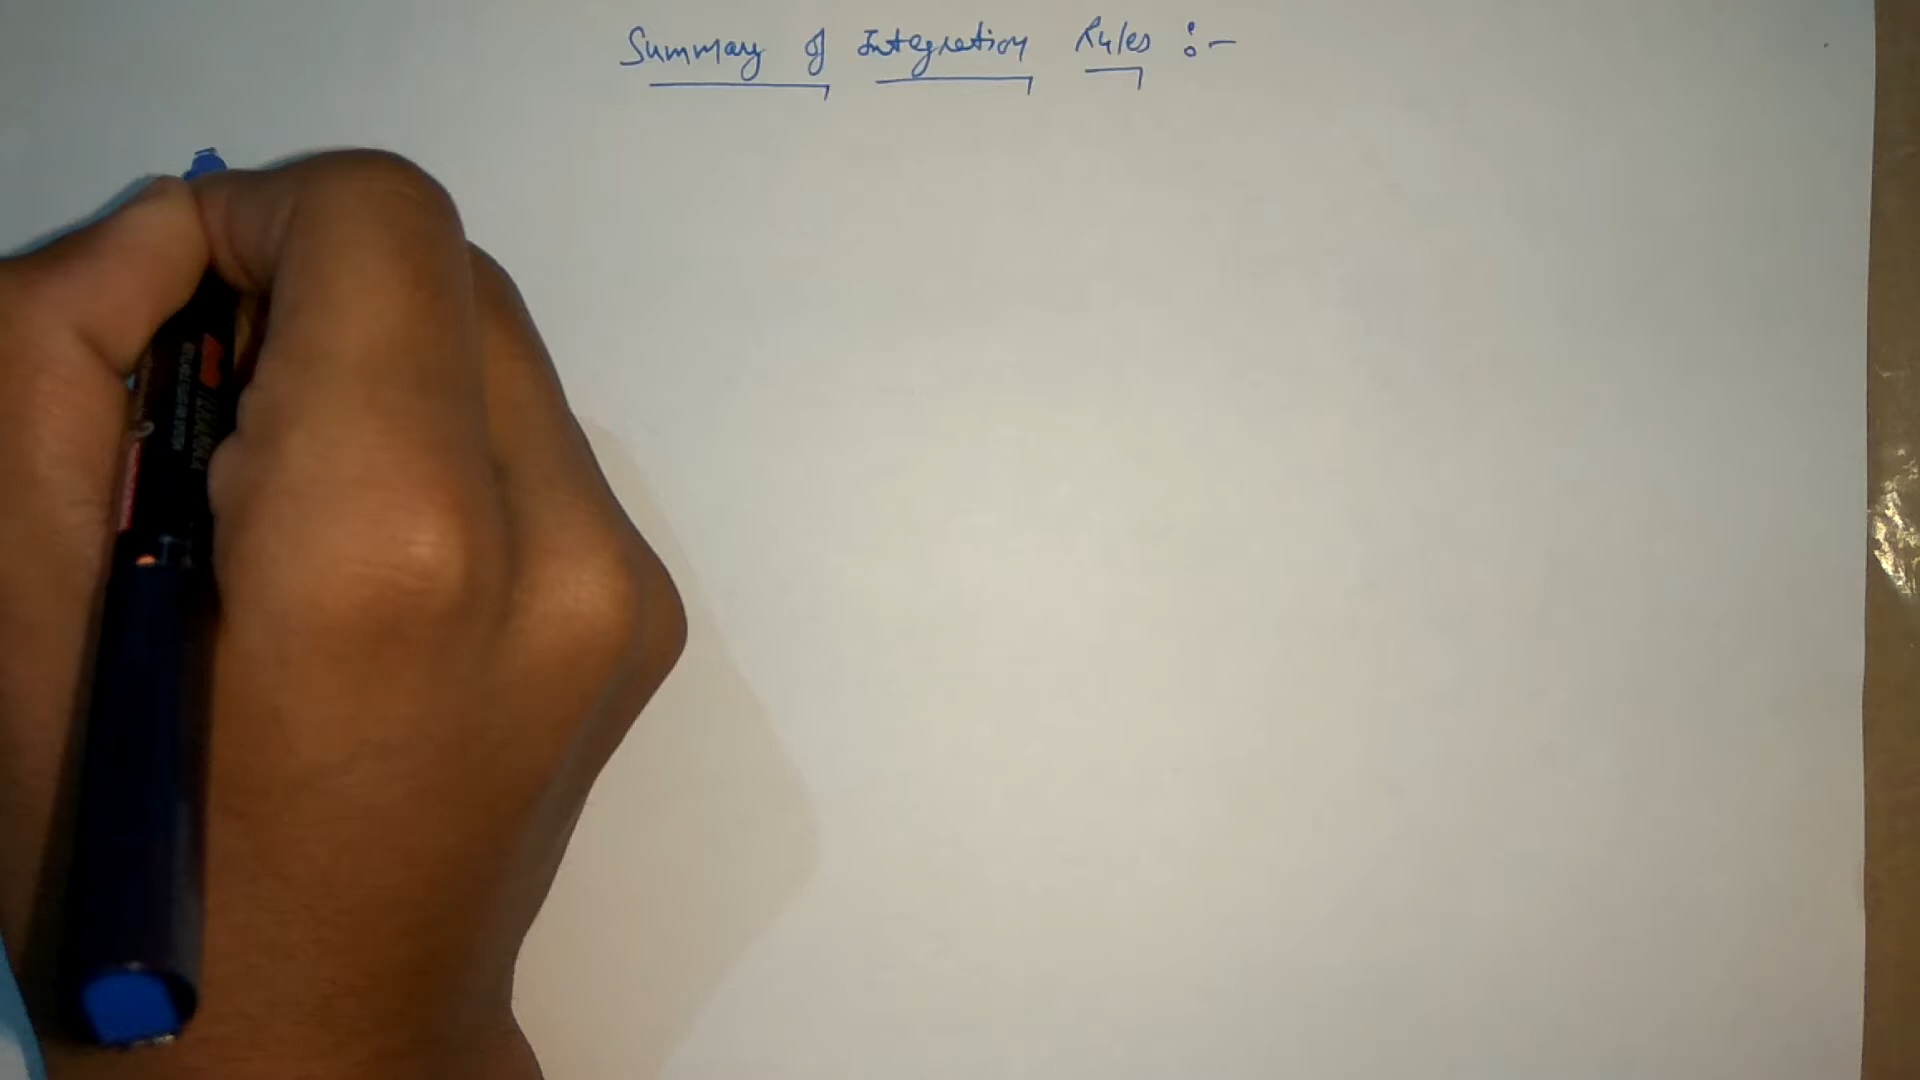 Summary of Integration Rules :-